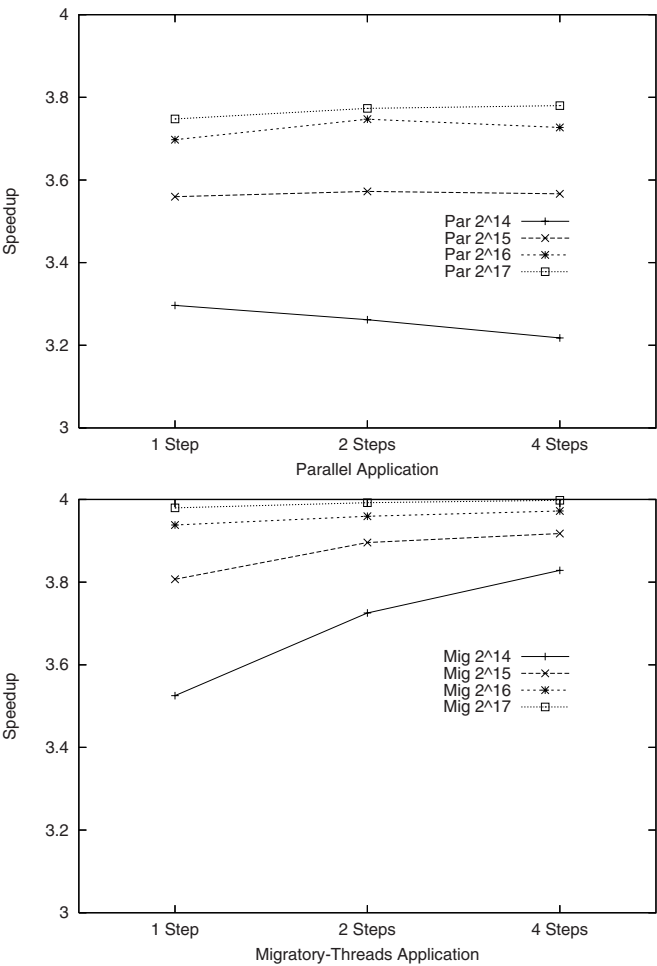 4
3.8
3.6
3.4
3.2
3
Speedup
Par 2^14
Par 2^15
Par 2^16
Par 2^17
1 Step
2 Steps
4 Steps
Parallel Application
4
3.8
3.6
3.4
3.2
3
Speedup
Mig 2^14
Mig 2^15
Mig 2^16
Mig 2^17
1 Step
2 Steps
4 Steps
Migratory-Threads Application